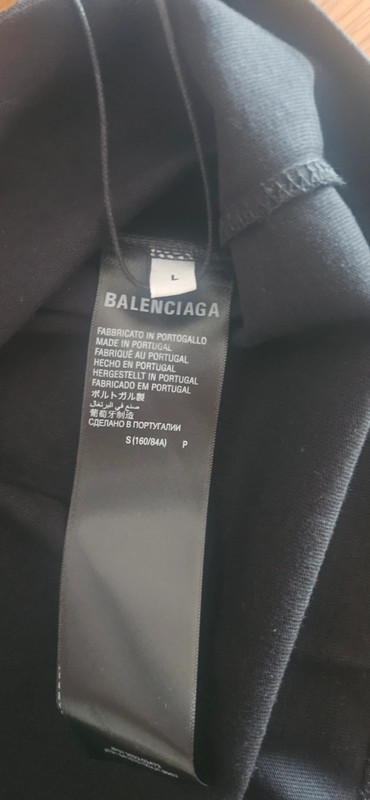 L
BALENCIAGA
FABBRICATO IN PORTOGALLO
MADE IN PORTUGAL
FABRIQUÉ AU PORTUGAL
HECHO EN PORTUGAL
HERGESTELLT IN PORTUGAL
FABRICADO EM PORTUGAL
ポルトガル製
صنع في البرتغال
葡萄牙制造
СДЕЛАНО В ПОРТУГАЛИИ
S (160/84A) P